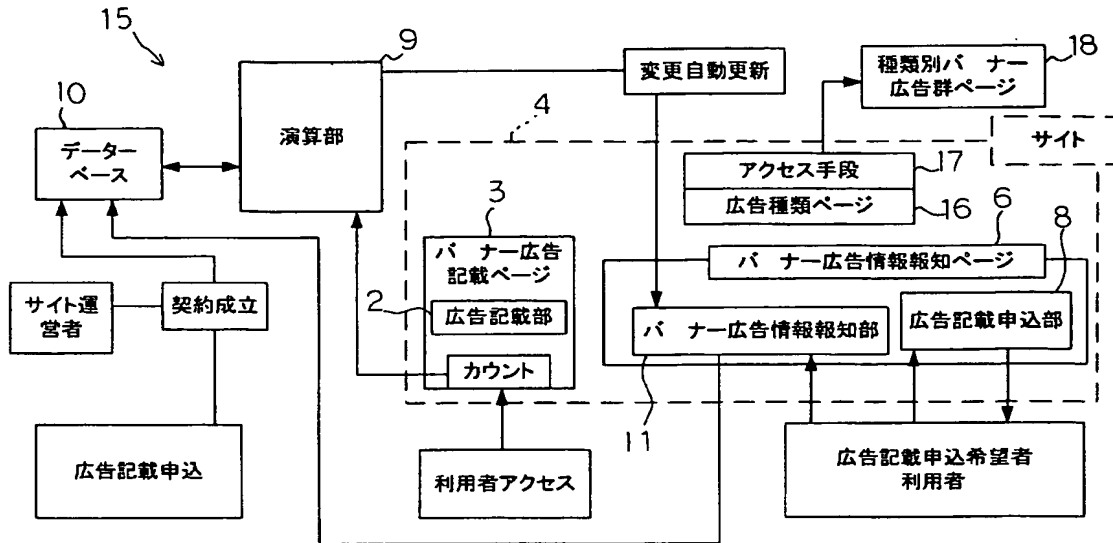 15
9
変更自動更新
種類別バ ナー
広告群ページ
18
10
データー
ベース
演算部
4
サイト
アクセス手段
17
広告種類ページ
16
3
バ ナー広告
記載ページ
2
広告記載部
カウント
6
バ ナー広告情報報知ページ
8
バ ナー広告情報報知部
広告記載申込部
11
サイト運
営者
契約成立
広告記載申込
利用者アクセス
広告記載申込希望者
利用者